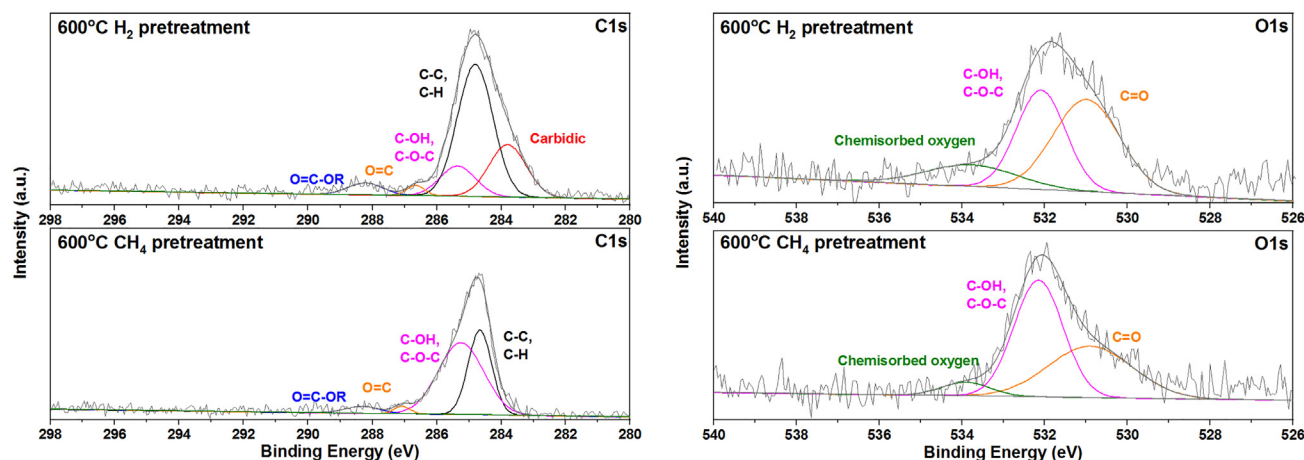 600°C H₂ pretreatment
C1s
C-C,
C-H
C-OH,
C-O-C
Carbidic
O=C
O=C-OR
298 296 294 292 290 288 286 284 282 280
600°C CH₄ pretreatment
C1s
C-OH,
C-O-C
C-C,
C-H
O=C
O=C-OR
298 296 294 292 290 288 286 284 282 280
Binding Energy (eV)
Intensity (a.u.)
600°C H₂ pretreatment
O1s
C-OH,
C-O-C
C=O
Chemisorbed oxygen
540 538 536 534 532 530 528 526
600°C CH₄ pretreatment
O1s
C-OH,
C-O-C
C=O
Chemisorbed oxygen
540 538 536 534 532 530 528 526
Binding Energy (eV)
Intensity (a.u.)